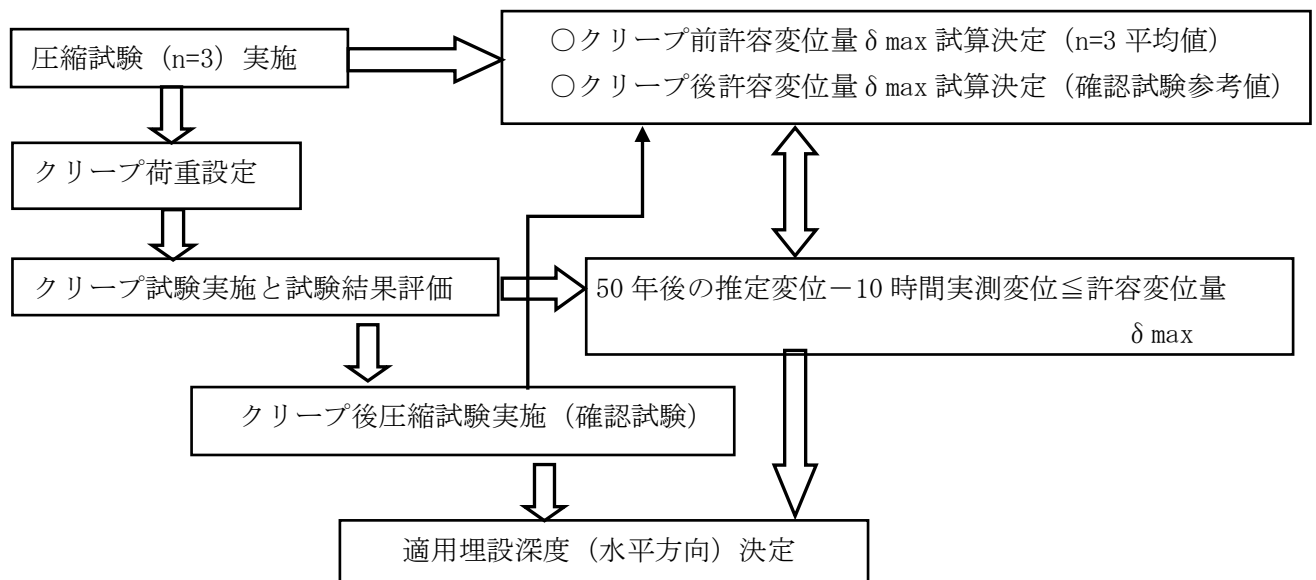 圧縮試験（n=3）実施
○クリープ前許容変位量δmax 試算決定（n=3 平均値）
○クリープ後許容変位量δmax 試算決定（確認試験参考値）
クリープ荷重設定
クリープ試験実施と試験結果評価
50 年後の推定変位－10 時間実測変位≦許容変位量
δmax
クリープ後圧縮試験実施（確認試験）
適用埋設深度（水平方向）決定